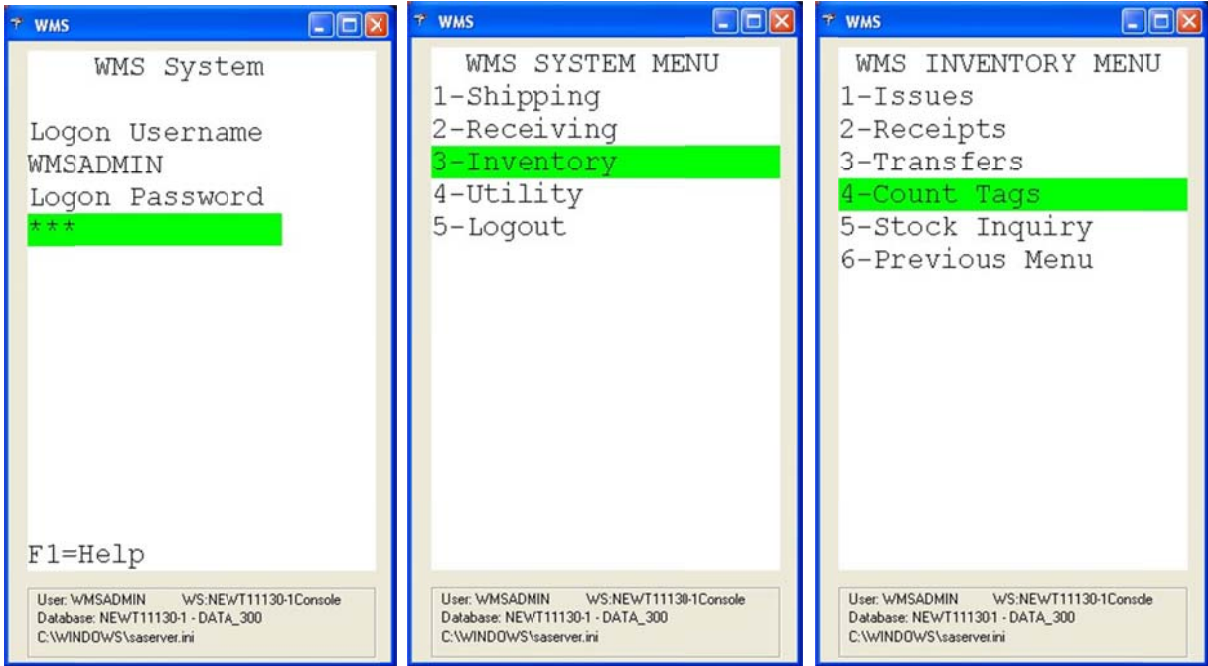 WMS
WMS System
Logon Username
WMSADMIN
Logon Password
***
F1=Help
User: WMSADMIN WS:NEWT11130-1Console
Database: NEWT11130-1 - DATA_300
C:\WINDOWS\saserver.ini
WMS
WMS SYSTEM MENU
1-Shipping
2-Receiving
3-Inventory
4-Utility
5-Logout
User: WMSADMIN WS:NEWT11130-1Console
Database: NEWT11130-1 - DATA_300
C:\WINDOWS\saserver.ini
WMS
WMS INVENTORY MENU
1-Issues
2-Receipts
3-Transfers
4-Count Tags
5-Stock Inquiry
6-Previous Menu
User: WMSADMIN WS:NEWT11130-1Console
Database: NEWT111301 - DATA_300
C:\WINDOWS\saserver.ini